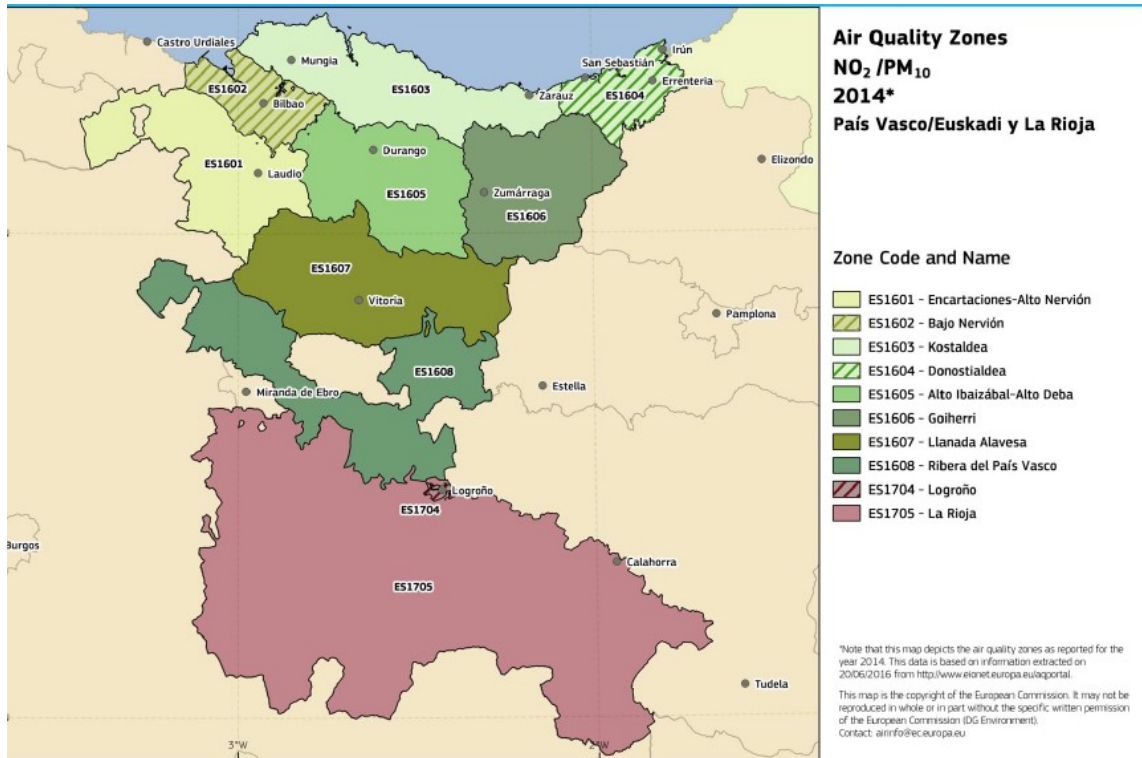 Castro Urdiales
Mungia
Irún
San Sebastián
Errenteria
ES1602
Bilbao
ES1603
Zarauz
ES1604
Elizondo
ES1601
Laudio
Durango
ES1605
Zumárraga
ES1606
ES1607
Vitoria
Pamplona
Miranda de Ebro
ES1608
Estella
Logroño
ES1704
Burgos
Calahorra
ES1705
Tudela
3°W
2°W
Air Quality Zones
NO₂ /PM₁₀
2014*
País Vasco/Euskadi y La Rioja
Zone Code and Name
ES1601 - Encartaciones-Alto Nervión
ES1602 - Bajo Nervión
ES1603 - Kostaldea
ES1604 - Donostialdea
ES1605 - Alto Ibaizábal-Alto Deba
ES1606 - Goiherri
ES1607 - Llanada Alavesa
ES1608 - Ribera del País Vasco
ES1704 - Logroño
ES1705 - La Rioja
*Note that this map depicts the air quality zones as reported for the
year 2014. This data is based on information extracted on
20/06/2016 from http://www.eionet.europa.eu/aqportal.
This map is the copyright of the European Commission. It may not be
reproduced in whole or in part without the specific written permission
of the European Commission (DG Environment).
Contact: airinfo@ec.europa.eu